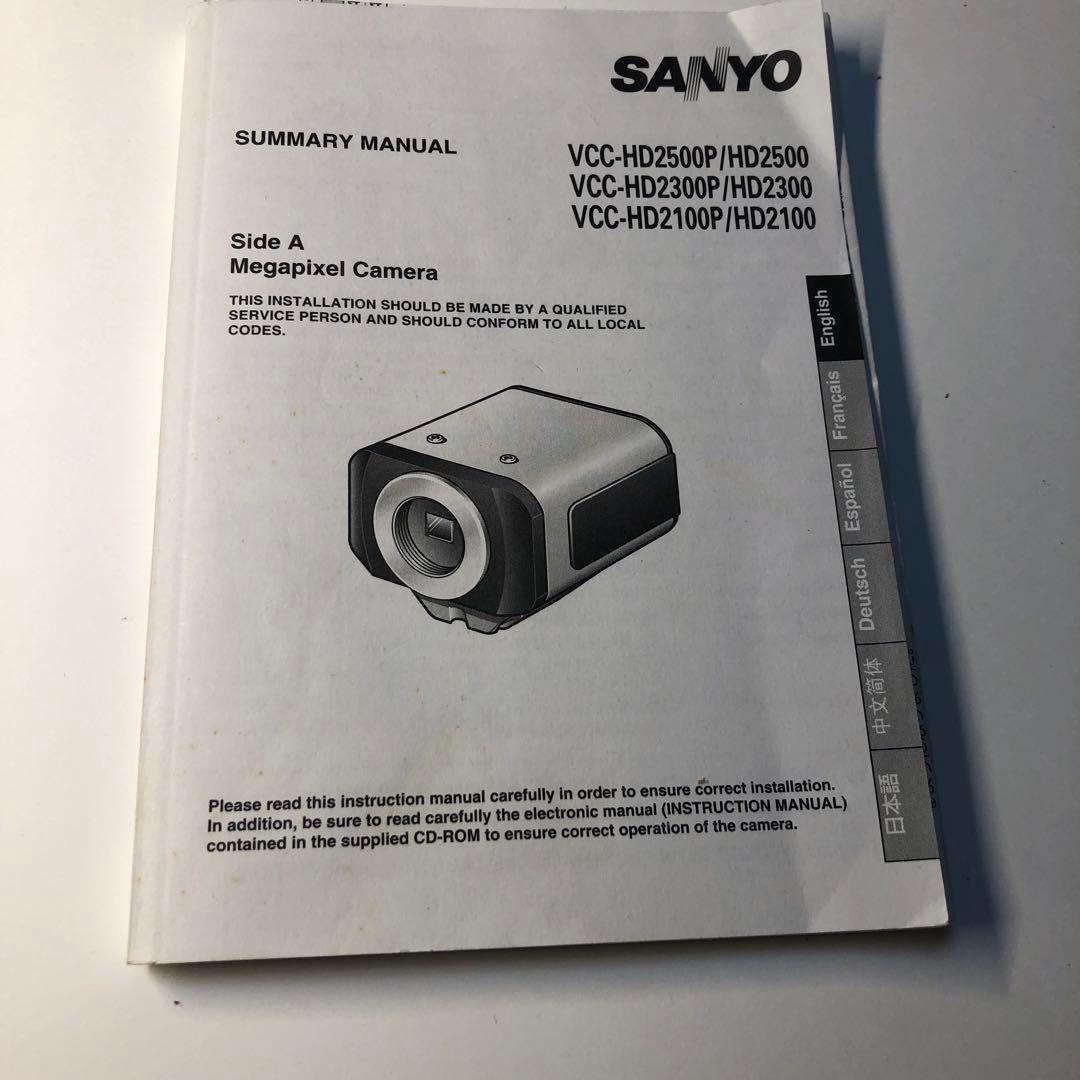 SANYO
SUMMARY MANUAL
VCC-HD2500P/HD2500
VCC-HD2300P/HD2300
VCC-HD2100P/HD2100
Side A
Megapixel Camera
THIS INSTALLATION SHOULD BE MADE BY A QUALIFIED
SERVICE PERSON AND SHOULD CONFORM TO ALL LOCAL
CODES.
English
Français
Español
Deutsch
中文简体
日本語
Please read this instruction manual carefully in order to ensure correct installation.
In addition, be sure to read carefully the electronic manual (INSTRUCTION MANUAL)
contained in the supplied CD-ROM to ensure correct operation of the camera.